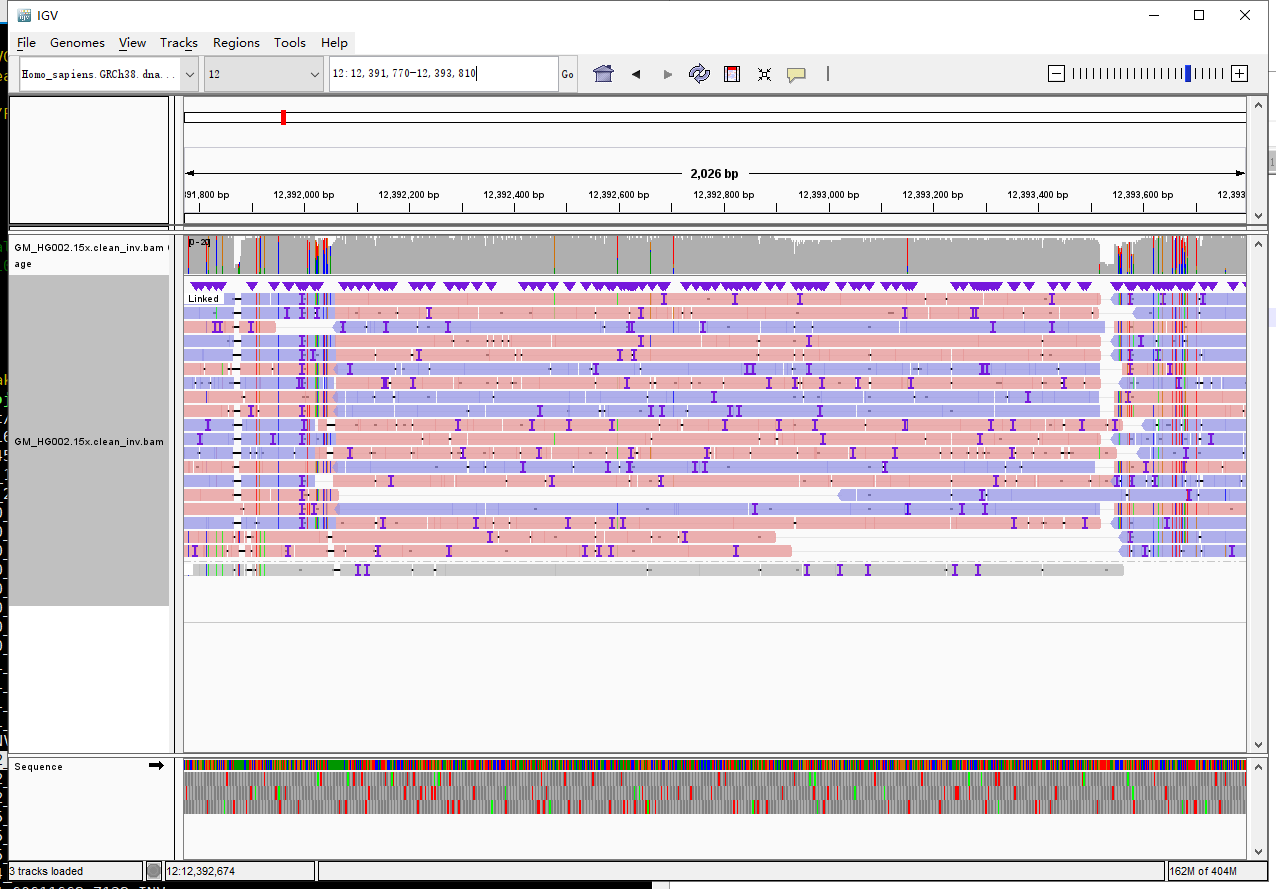 IGV
File Genomes View Tracks Regions Tools Help
Homo_sapiens.GRCh38.dna... 12 12:12,391,770-12,393,810 Go
2,026 bp
391,800 bp 12,392,000 bp 12,392,200 bp 12,392,400 bp 12,392,600 bp 12,392,800 bp 12,393,000 bp 12,393,200 bp 12,393,400 bp 12,393,600 bp 12,393
GM_HG002.15x.clean_inv.bam
age
[0-20]
Linked
GM_HG002.15x.clean_inv.bam
Sequence
3 tracks loaded 12:12,392,674 162M of 404M